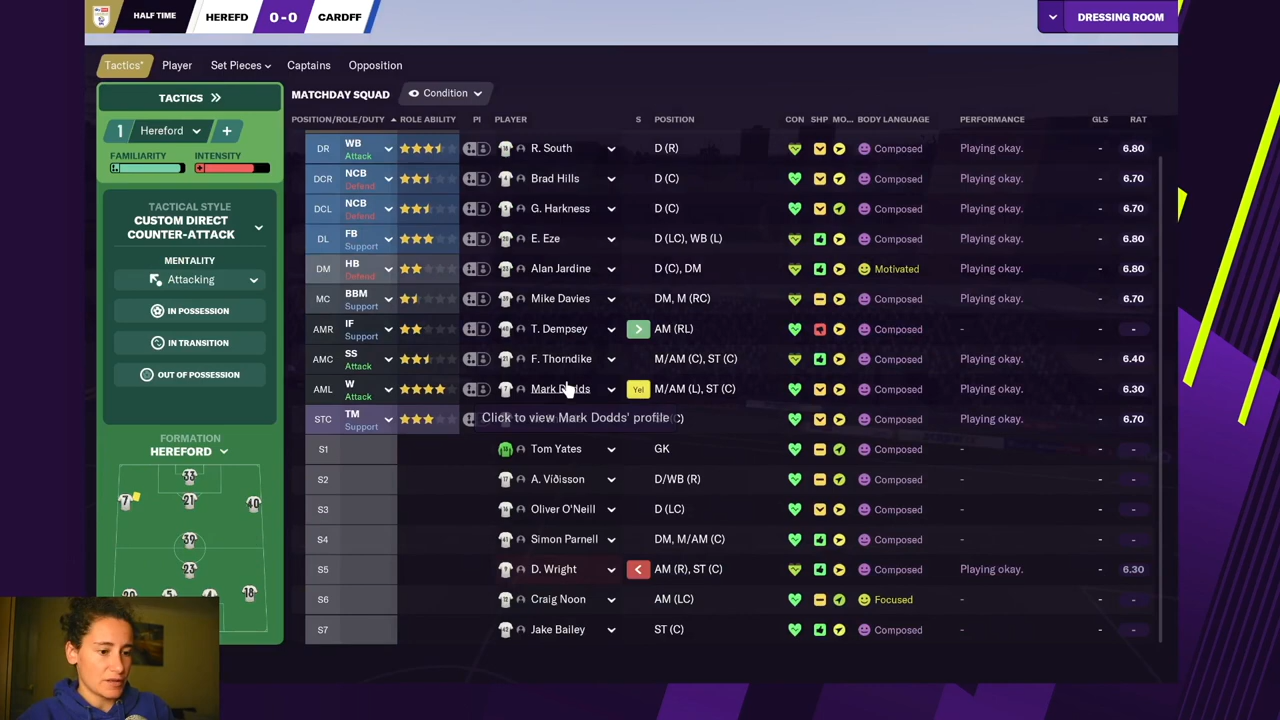 HALF TIME HEREFD 0-0 CARDFF DRESSING ROOM
Tactics* Player Set Pieces Captains Opposition
TACTICS
1 Hereford +
FAMILIARITY INTENSITY
TACTICAL STYLE
CUSTOM DIRECT
COUNTER-ATTACK
MENTALITY
Attacking
IN POSSESSION
IN TRANSITION
OUT OF POSSESSION
FORMATION
HEREFORD
33
7 21 40
39
23
18
MATCHDAY SQUAD Condition
POSITION/ROLE/DUTY ROLE ABILITY PI PLAYER S POSITION CON SHP MO... BODY LANGUAGE PERFORMANCE GLS RAT
DR WB Attack R. South D (R) Composed Playing okay. - 6.80
DCR NCB Defend Brad Hills D (C) Composed Playing okay. - 6.70
DCL NCB Defend G. Harkness D (C) Composed Playing okay. - 6.70
DL FB Support E. Eze D (LC), WB (L) Composed Playing okay. - 6.80
DM HB Defend Alan Jardine D (C), DM Motivated Playing okay. - 6.80
MC BBM Support Mike Davies DM, M (RC) Composed Playing okay. - 6.70
AMR IF Support T. Dempsey AM (RL) Composed - - -
AMC SS Attack F. Thorndike M/AM (C), ST (C) Composed Playing okay. - 6.40
AML W Attack Mark Dodds Yel M/AM (L), ST (C) Composed Playing okay. - 6.30
STC TM Support Click to view Mark Dodds' profile Composed Playing okay. - 6.70
S1 Tom Yates GK Composed - - -
S2 A. Víðisson D/WB (R) Composed - - -
S3 Oliver O'Neill D (LC) Composed - - -
S4 Simon Parnell DM, M/AM (C) Composed - - -
S5 D. Wright AM (R), ST (C) Composed Playing okay. - 6.30
S6 Craig Noon AM (LC) Focused - - -
S7 Jake Bailey ST (C) Composed - - -